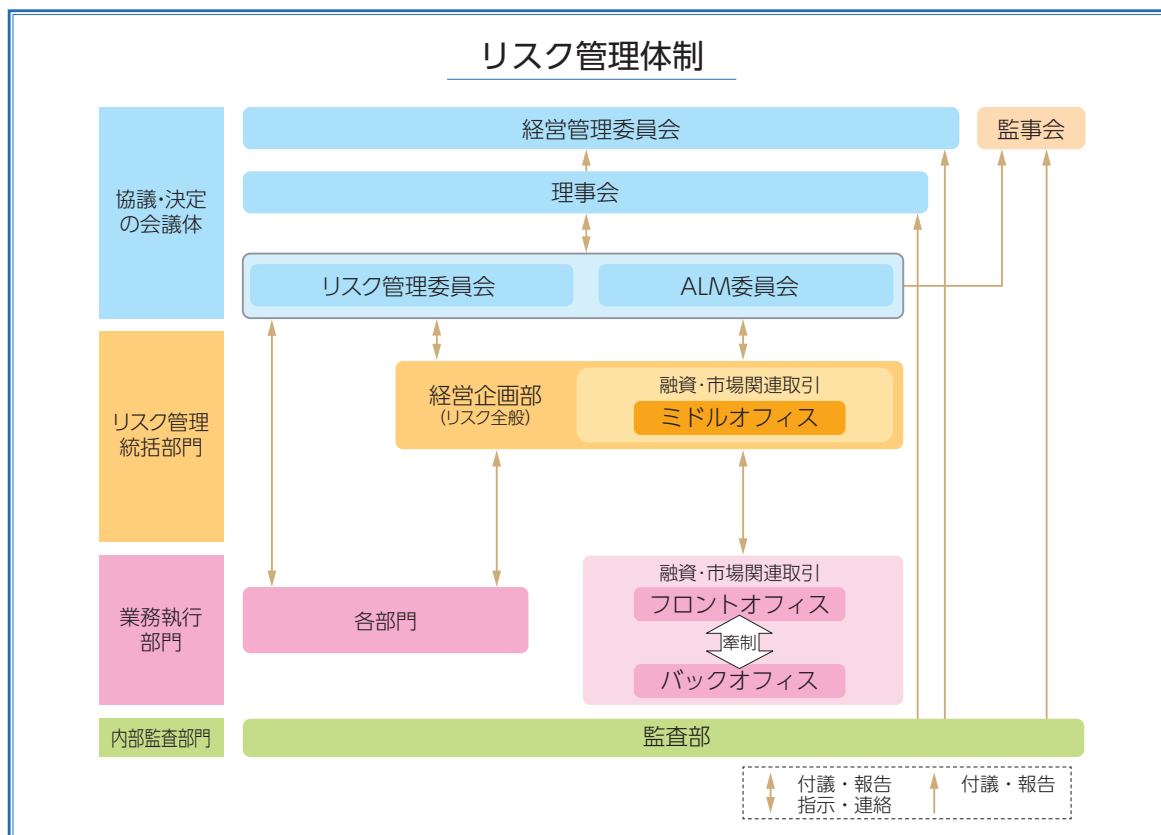 リスク管理体制
協議・決定
の会議体
経営管理委員会
監事会
理事会
リスク管理委員会
ALM委員会
リスク管理
統括部門
経営企画部
(リスク全般)
融資・市場関連取引
ミドルオフィス
業務執行
部門
各部門
融資・市場関連取引
フロントオフィス
牽制
バックオフィス
内部監査部門
監査部
付議・報告
指示・連絡
付議・報告